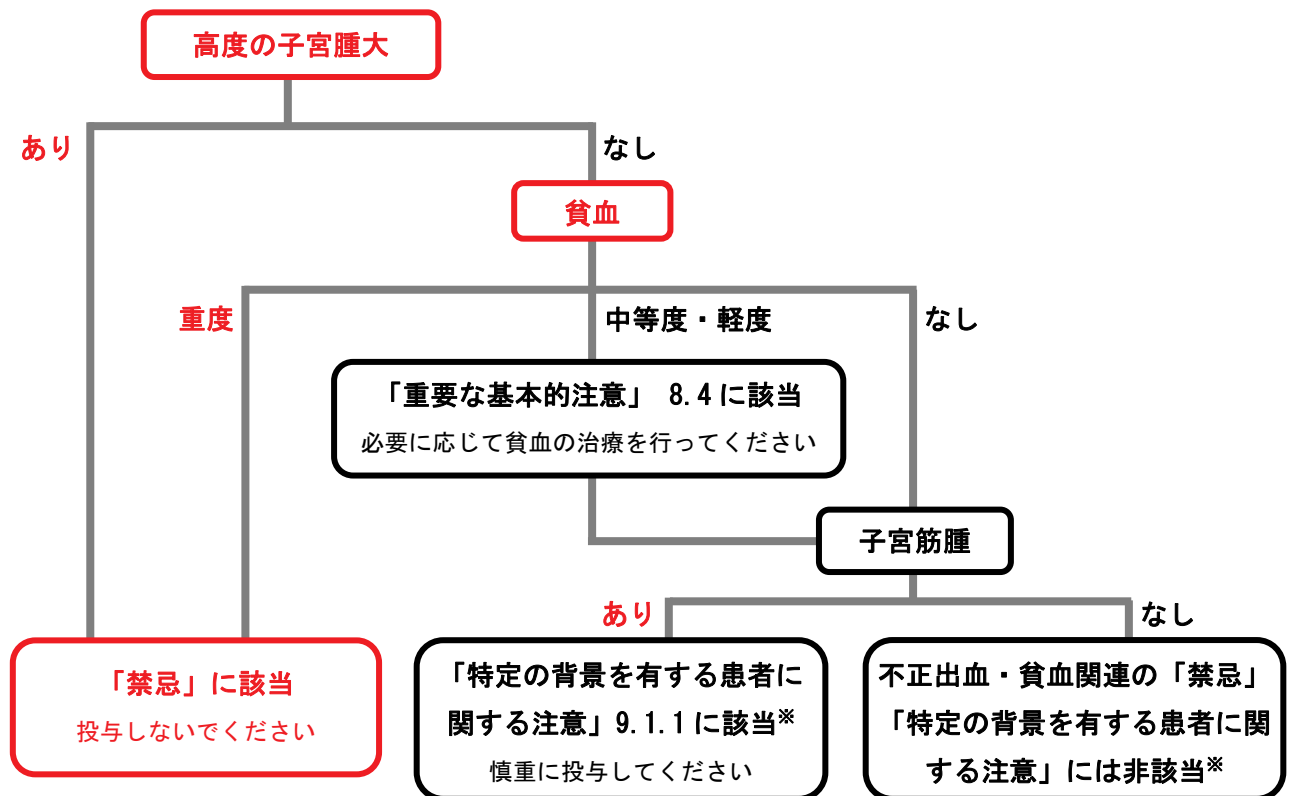 高度の子宮腫大
あり
なし
貧血
重度
中等度・軽度
なし
「重要な基本的注意」 8.4に該当
必要に応じて貧血の治療を行ってください
子宮筋腫
あり
なし
「禁忌」に該当
投与しないでください
「特定の背景を有する患者に
関する注意」9.1.1に該当※
慎重に投与してください
不正出血・貧血関連の「禁忌」
「特定の背景を有する患者に関
する注意」には非該当※